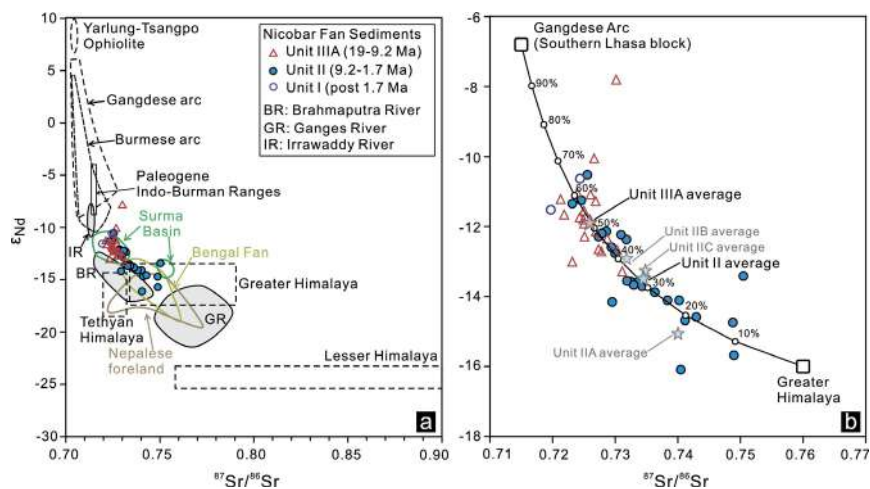 10
5
0
-5
-10
-15
-20
-25
-30
εNd
0.70
0.75
0.80
0.85
0.90
87Sr/86Sr
Yarlung-Tsangpo
Ophiolite
Gangdese arc
Burmese arc
Paleogene
Indo-Burman Ranges
Surma
Basin
IR
BR
Bengal Fan
Greater Himalaya
Tethyan
Himalaya
GR
Nepalese
foreland
Lesser Himalaya
Nicobar Fan Sediments
Unit IIIA (19-9.2 Ma)
Unit II (9.2-1.7 Ma)
Unit I (post 1.7 Ma)
BR: Brahmaputra River
GR: Ganges River
IR: Irrawaddy River
a
-6
-8
-10
-12
-14
-16
-18
0.71
0.72
0.73
0.74
0.75
0.76
0.77
87Sr/86Sr
Gangdese Arc
(Southern Lhasa block)
90%
80%
70%
60%
50%
40%
30%
20%
10%
Unit IIIA average
Unit IIB average
Unit IIC average
Unit II average
Unit IIA average
Greater
Himalaya
b